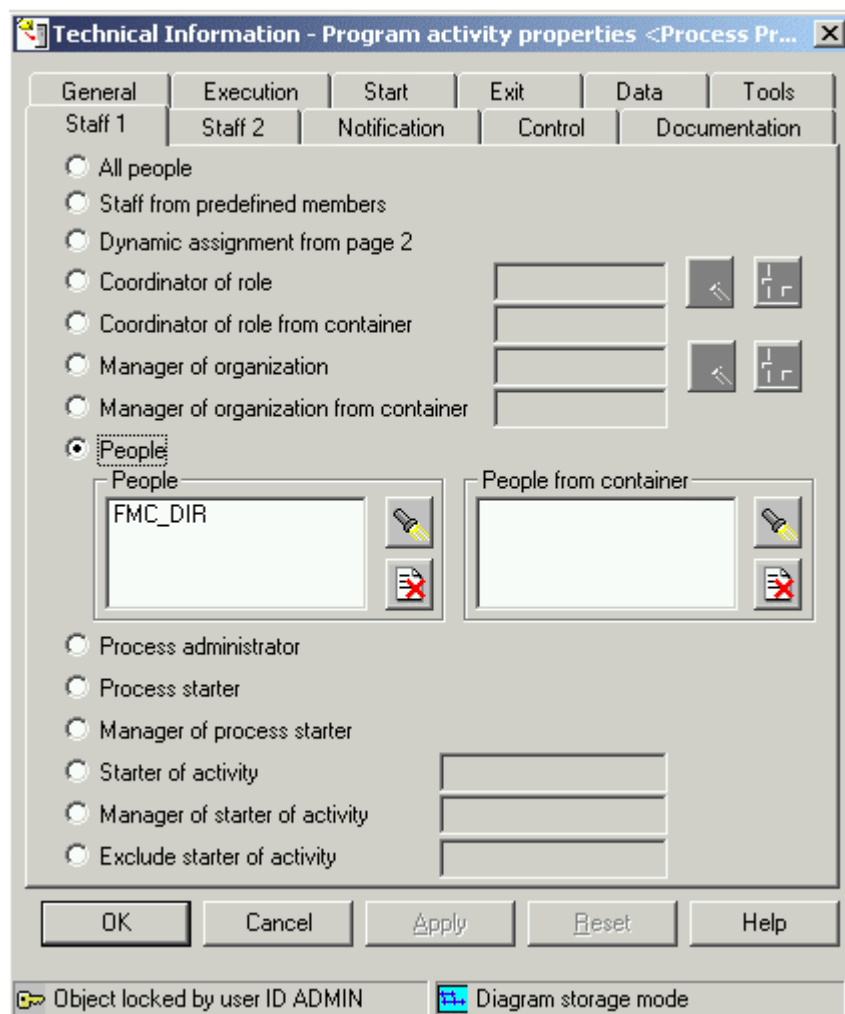 Technical Information - Program activity properties <Process Pr...
General Execution Start Exit Data Tools
Staff 1 Staff 2 Notification Control Documentation
All people
Staff from predefined members
Dynamic assignment from page 2
Coordinator of role
Coordinator of role from container
Manager of organization
Manager of organization from container
People
People People from container
FMC_DIR
Process administrator
Process starter
Manager of process starter
Starter of activity
Manager of starter of activity
Exclude starter of activity
OK Cancel Apply Reset Help
Object locked by user ID ADMIN Diagram storage mode